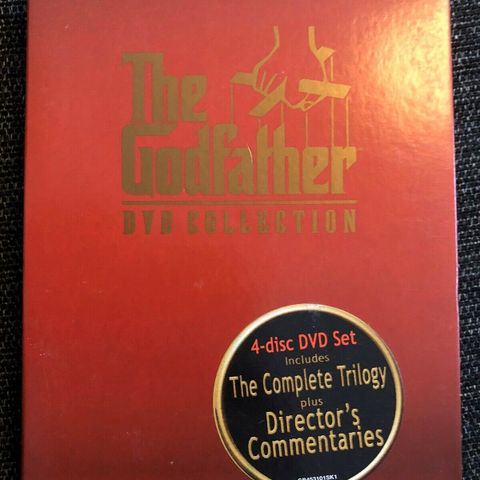 The
Godfather
DVD COLLECTION
4-disc DVD Set
Includes
The Complete Trilogy
plus
Director's
Commentaries